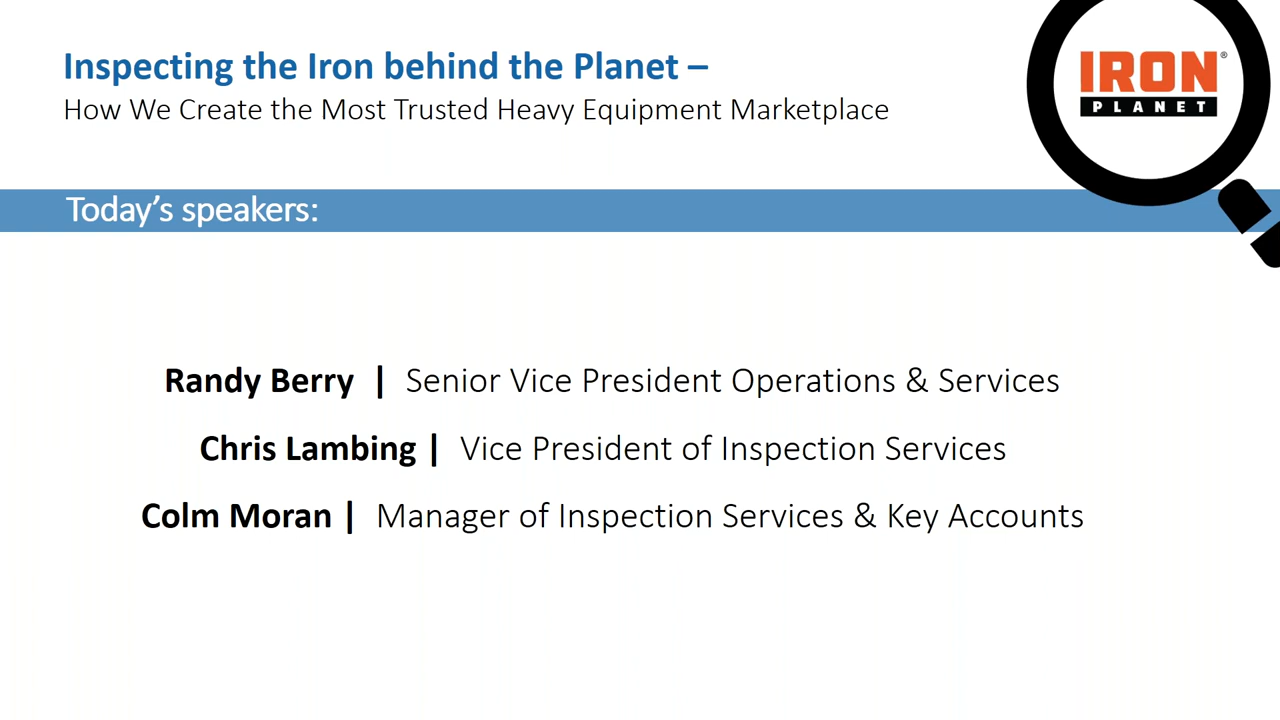 Inspecting the Iron behind the Planet –
How We Create the Most Trusted Heavy Equipment Marketplace
IRON®
PLANET
Today’s speakers:
Randy Berry | Senior Vice President Operations & Services
Chris Lambing | Vice President of Inspection Services
Colm Moran | Manager of Inspection Services & Key Accounts